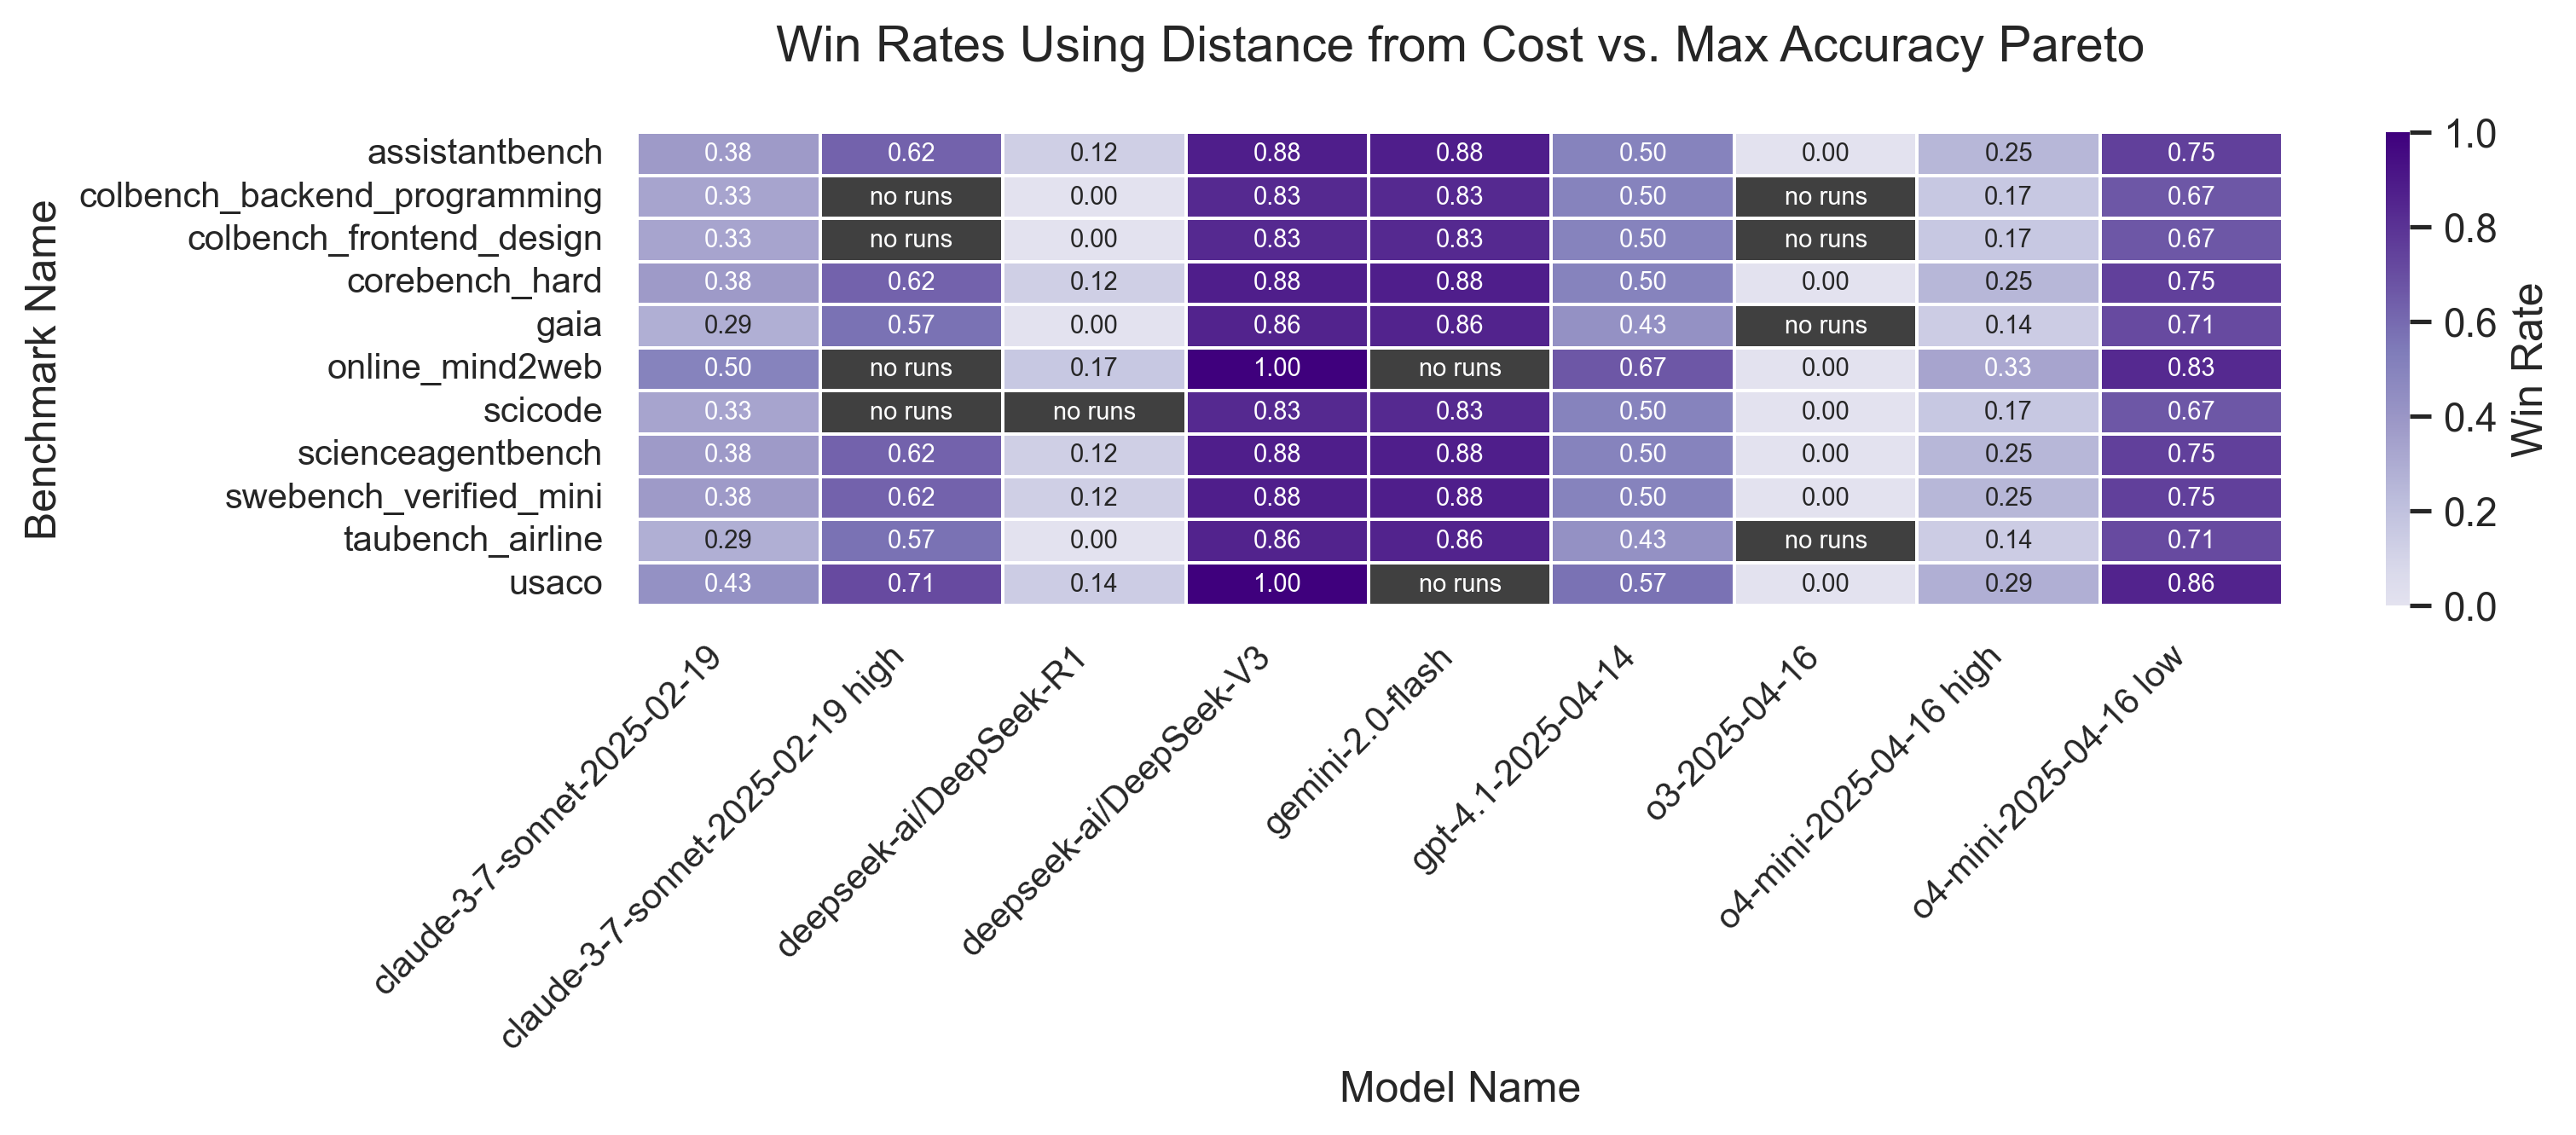 Win Rates Using Distance from Cost vs. Max Accuracy Pareto
Benchmark Name
assistantbench 0.38 0.62 0.12 0.88 0.88 0.50 0.00 0.25 0.75
colbench_backend_programming 0.33 no runs 0.00 0.83 0.83 0.50 no runs 0.17 0.67
colbench_frontend_design 0.33 no runs 0.00 0.83 0.83 0.50 no runs 0.17 0.67
corebench_hard 0.38 0.62 0.12 0.88 0.88 0.50 0.00 0.25 0.75
gaia 0.29 0.57 0.00 0.86 0.86 0.43 no runs 0.14 0.71
online_mind2web 0.50 no runs 0.17 1.00 no runs 0.67 0.00 0.33 0.83
scicode 0.33 no runs no runs 0.83 0.83 0.50 0.00 0.17 0.67
scienceagentbench 0.38 0.62 0.12 0.88 0.88 0.50 0.00 0.25 0.75
swebench_verified_mini 0.38 0.62 0.12 0.88 0.88 0.50 0.00 0.25 0.75
taubench_airline 0.29 0.57 0.00 0.86 0.86 0.43 no runs 0.14 0.71
usaco 0.43 0.71 0.14 1.00 no runs 0.57 0.00 0.29 0.86
claude-3-7-sonnet-2025-02-19
claude-3-7-sonnet-2025-02-19 high
deepseek-ai/DeepSeek-R1
deepseek-ai/DeepSeek-V3
gemini-2.0-flash
gpt-4.1-2025-04-14
o3-2025-04-16
o4-mini-2025-04-16 high
o4-mini-2025-04-16 low
Model Name
1.0
0.8
0.6
0.4
0.2
0.0
Win Rate